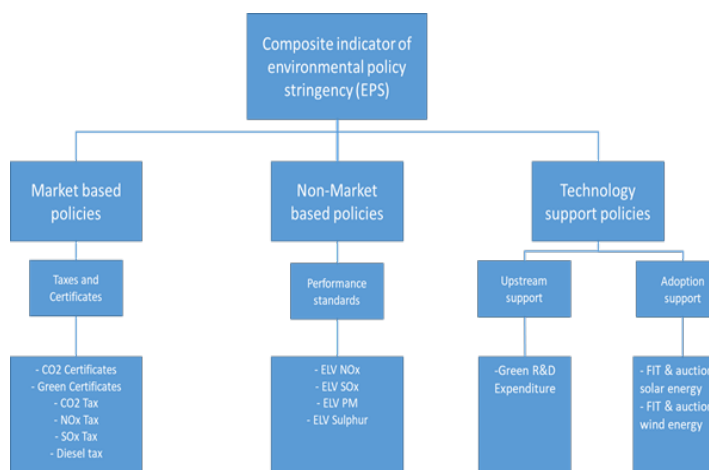 Composite indicator of
environmental policy
stringency (EPS)
Market based
policies
Non-Market
based policies
Technology
support policies
Taxes and
Certificates
Performance
standards
Upstream
support
Adoption
support
- CO2 Certificates
- Green Certificates
- CO2 Tax
- NOx Tax
- SOx Tax
- Diesel tax
- ELV NOx
- ELV SOx
- ELV PM
- ELV Sulphur
-Green R&D
Expenditure
- FIT & auction
solar energy
- FIT & auction
wind energy